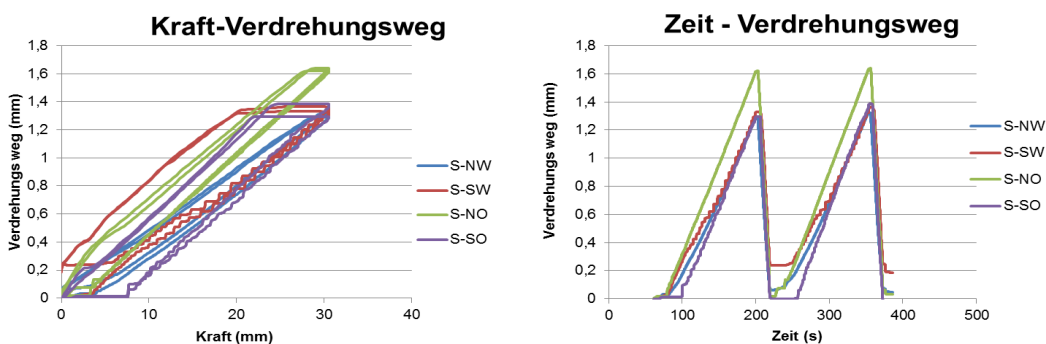 Kraft-Verdrehungsweg
1,8
1,6
1,4
1,2
1
0,8
0,6
0,4
0,2
0
Verdrehungs weg (mm)
0
10
20
30
40
Kraft (mm)
S-NW
S-SW
S-NO
S-SO
Zeit - Verdrehungsweg
1,8
1,6
1,4
1,2
1
0,8
0,6
0,4
0,2
0
Verdrehungs weg (mm)
0
100
200
300
400
500
Zeit (s)
S-NW
S-SW
S-NO
S-SO